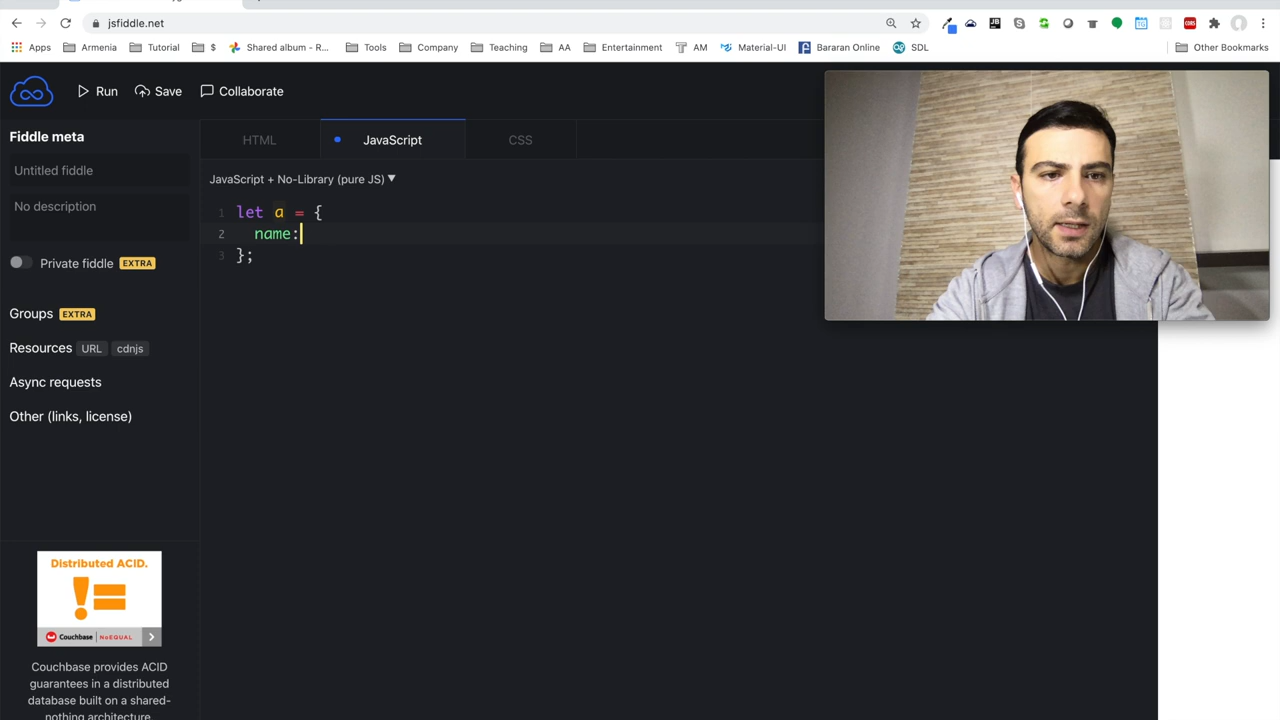 jsfiddle.net
Apps Armenia Tutorial $ Shared album - R... Tools Company Teaching AA Entertainment AM Material-UI Bararan Online SDL Other Bookmarks
Run Save Collaborate
Fiddle meta
Untitled fiddle
No description
Private fiddle EXTRA
Groups EXTRA
Resources URL cdnjs
Async requests
Other (links, license)
HTML JavaScript CSS
JavaScript + No-Library (pure JS)
1 let a = {
2 name:
3 };
Distributed ACID.
!=
Couchbase | NoEQUAL
Couchbase provides ACID
guarantees in a distributed
database built on a shared-
nothing architecture.